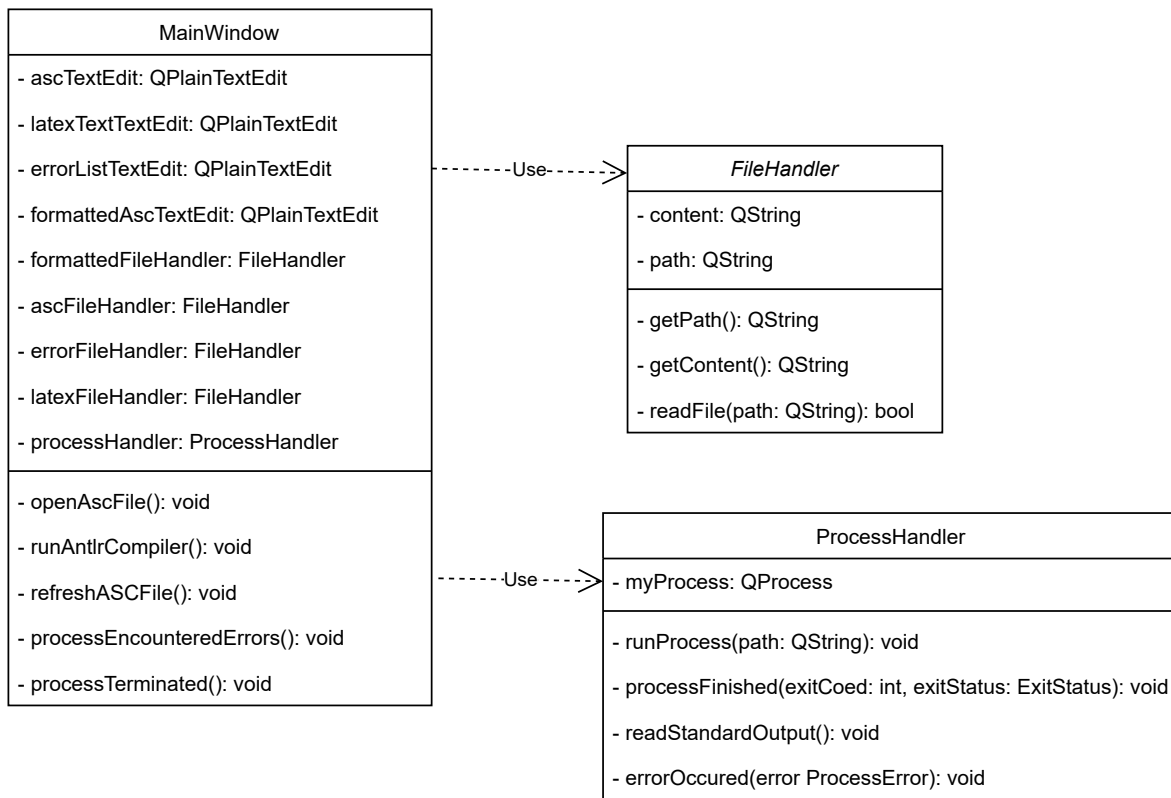 MainWindow
- ascTextEdit: QPlainTextEdit
- latexTextTextEdit: QPlainTextEdit
- errorListTextEdit: QPlainTextEdit
- formattedAscTextEdit: QPlainTextEdit
- formattedFileHandler: FileHandler
- ascFileHandler: FileHandler
- errorFileHandler: FileHandler
- latexFileHandler: FileHandler
- processHandler: ProcessHandler
- openAscFile(): void
- runAntlrCompiler(): void
- refreshASCFile(): void
- processEncounteredErrors(): void
- processTerminated(): void
Use
FileHandler
- content: QString
- path: QString
- getPath(): QString
- getContent(): QString
- readFile(path: QString): bool
Use
ProcessHandler
- myProcess: QProcess
- runProcess(path: QString): void
- processFinished(exitCoed: int, exitStatus: ExitStatus): void
- readStandardOutput(): void
- errorOccured(error ProcessError): void